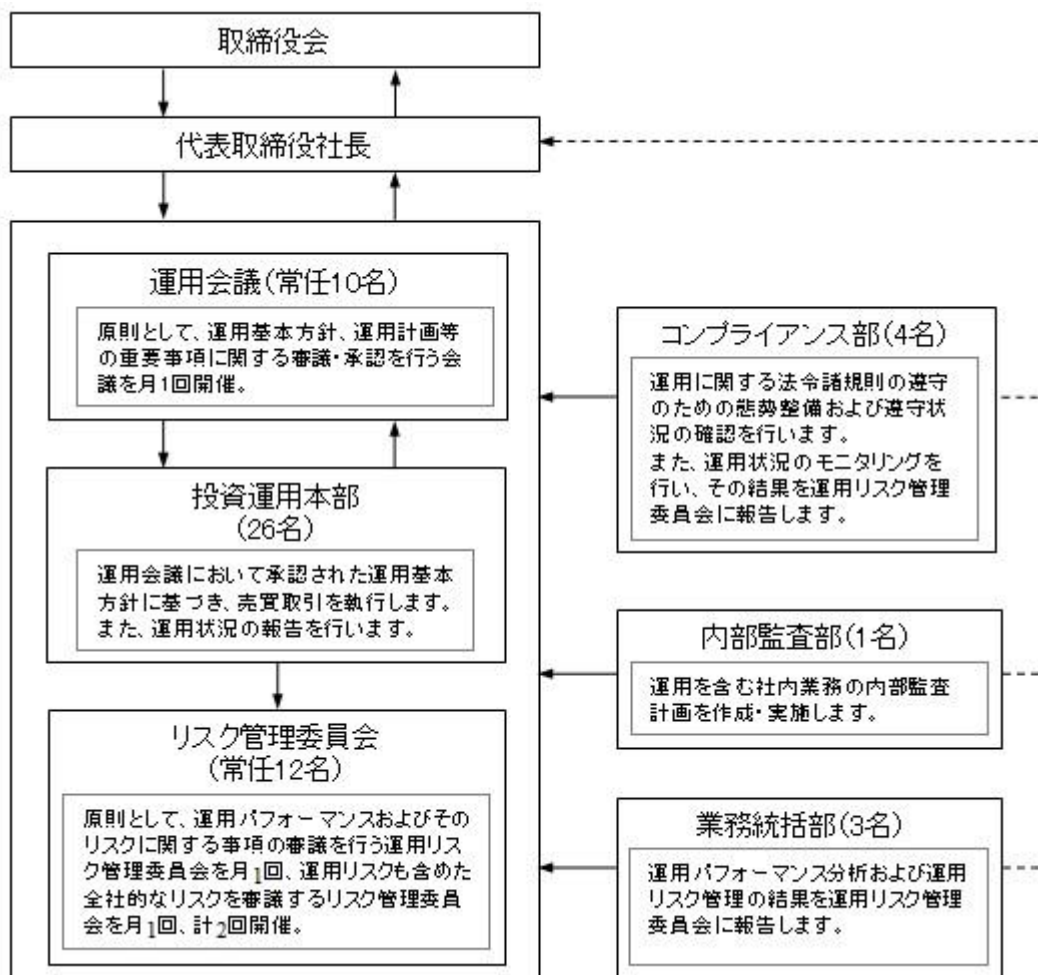 取締役会
代表取締役社長
運用会議(常任10名)
原則として、運用基本方針、運用計画等
の重要事項に関する審議・承認を行う会
議を月1回開催。
投資運用本部
(26名)
運用会議において承認された運用基本
方針に基づき、売買取引を執行します。
また、運用状況の報告を行います。
リスク管理委員会
(常任12名)
原則として、運用パフォーマンスおよびその
リスクに関する事項の審議を行う運用リス
ク管理委員会を月1回、運用リスクも含めた
全社的なリスクを審議するリスク管理委員
会を月1回、計2回開催。
コンプライアンス部(4名)
運用に関する法令諸規則の遵守
のための態勢整備および遵守状
況の確認を行います。
また、運用状況のモニタリングを
行い、その結果を運用リスク管理
委員会に報告します。
内部監査部(1名)
運用を含む社内業務の内部監査
計画を作成・実施します。
業務統括部(3名)
運用パフォーマンス分析および運用
リスク管理の結果を運用リスク管理
委員会に報告します。